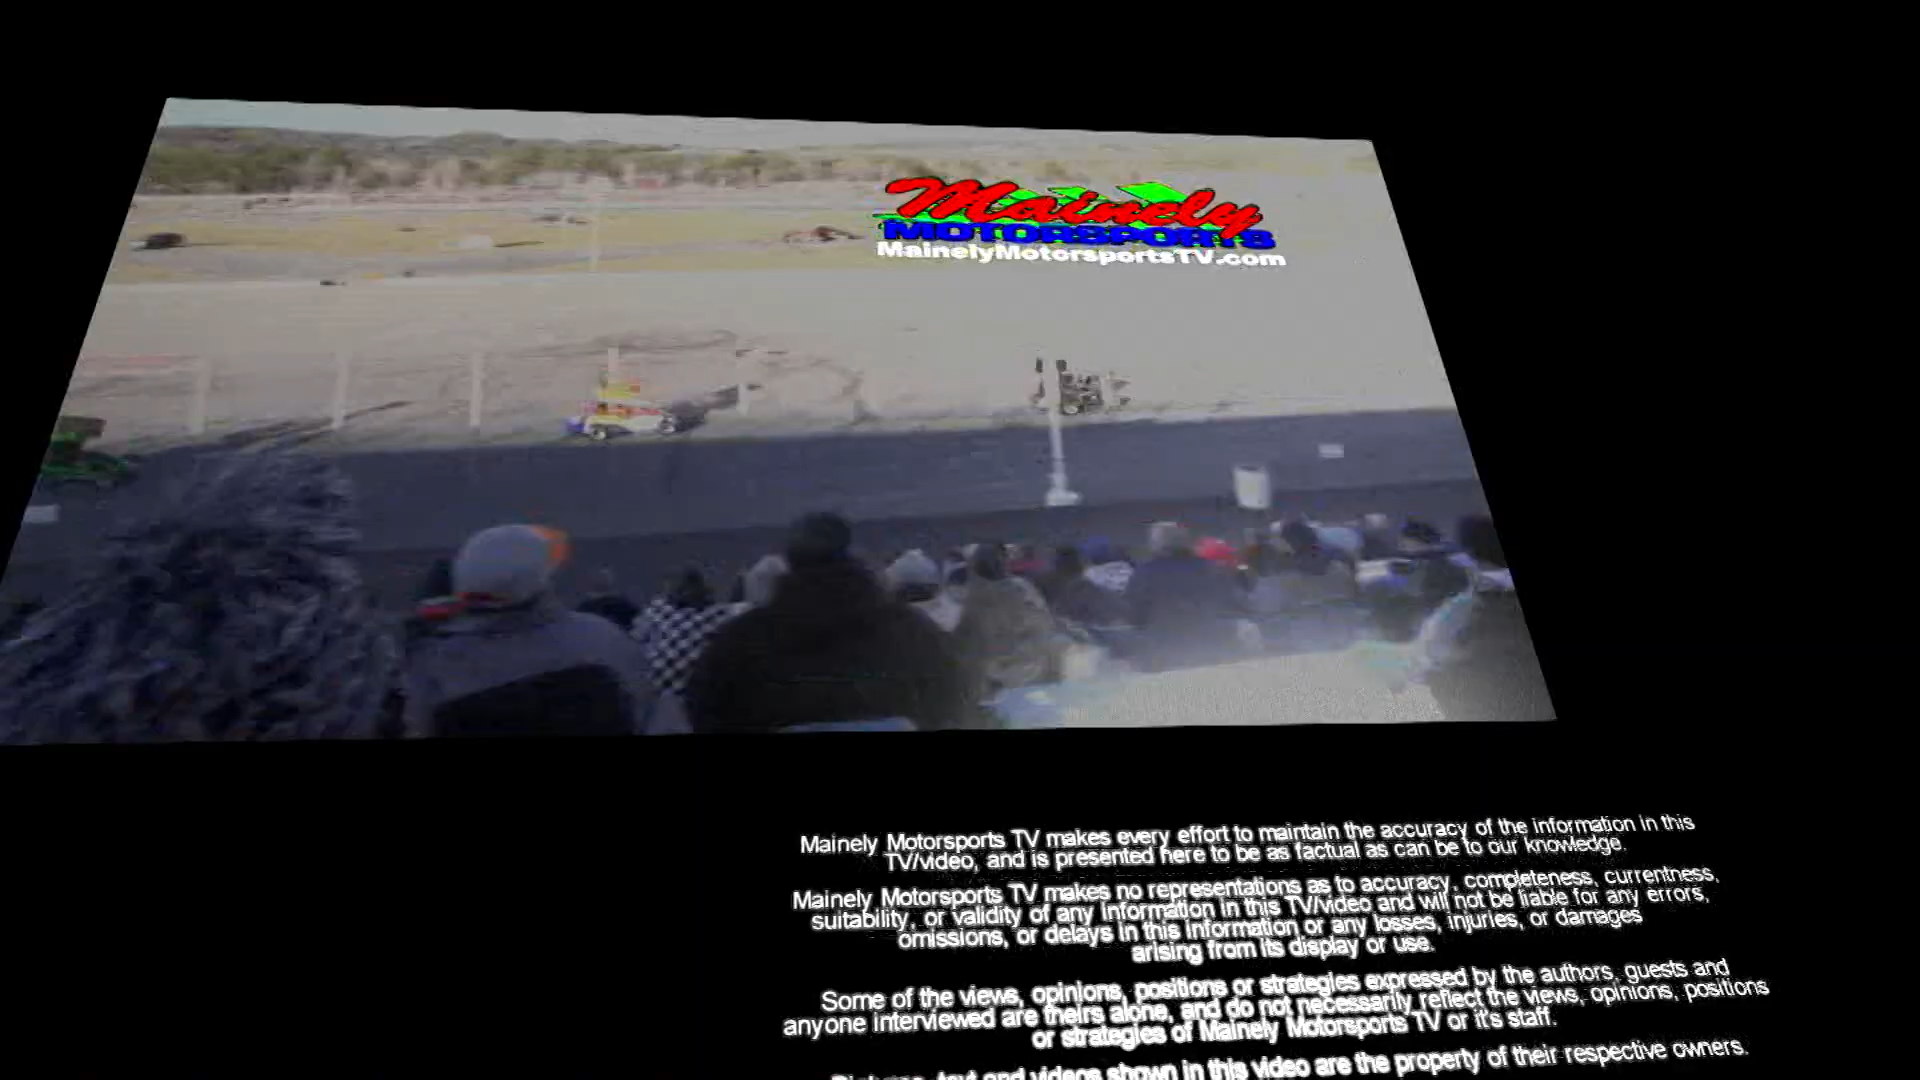 Mainely
MOTORSPORTS
MainelyMotorsportsTV.com
Mainely Motorsports TV makes every effort to maintain the accuracy of the information in this
TV/video, and is presented here to be as factual as can be to our knowledge.
Mainely Motorsports TV makes no representations as to accuracy, completeness, currentness,
suitability, or validity of any information in this TV/video and will not be liable for any errors,
omissions, or delays in this information or any losses, injuries, or damages
arising from its display or use.
Some of the views, opinions, positions or strategies expressed by the authors, guests and
anyone interviewed are theirs alone, and do not necessarily reflect the views, opinions, positions
or strategies of Mainely Motorsports TV or it's staff.
text and videos shown in this video are the property of their respective owners.